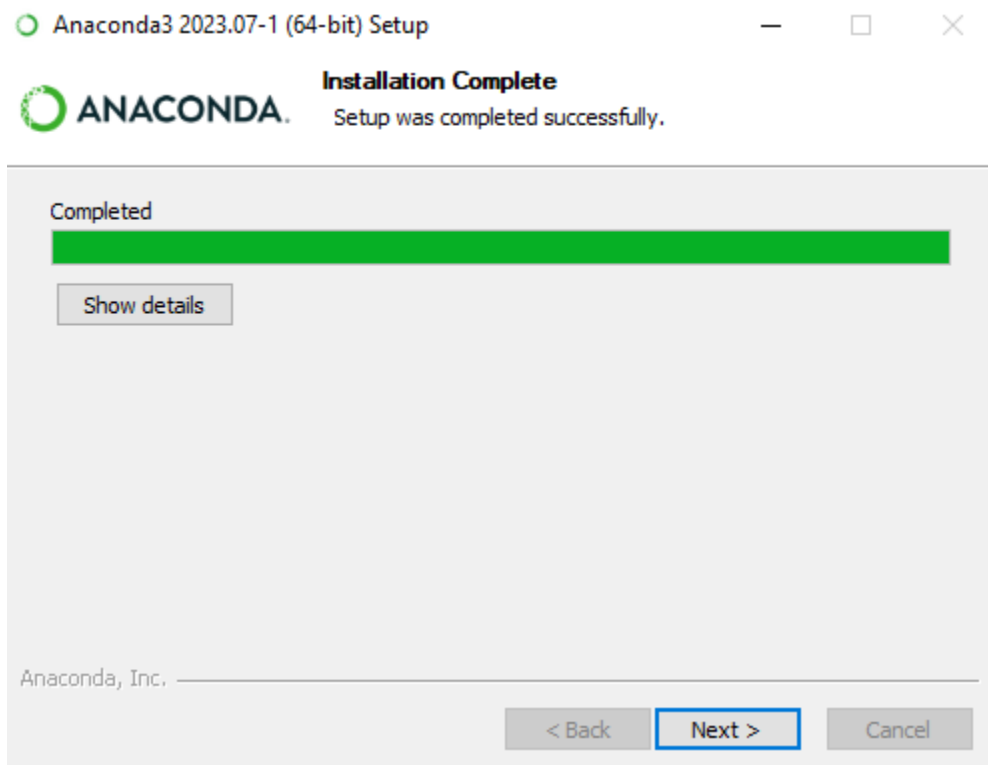 Anaconda3 2023.07-1 (64-bit) Setup
ANACONDA.
Installation Complete
Setup was completed successfully.
Completed
Show details
Anaconda, Inc.
< Back
Next >
Cancel